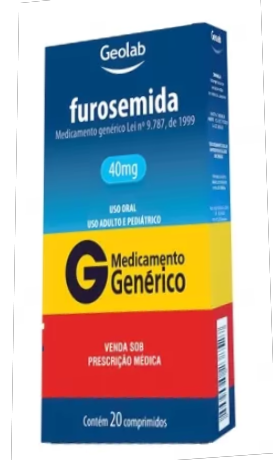 Geolab
furosemida
Medicamento genérico Lei nº 9.787, de 1999
40mg
USO ORAL
USO ADULTO E PEDIÁTRICO
G Medicamento
Genérico
VENDA SOB
PRESCRIÇÃO MÉDICA
Contém 20 comprimidos